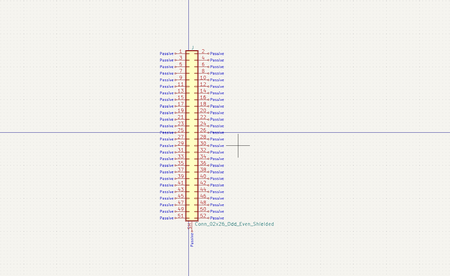 Passive 1 2 Passive
Passive 3 4 Passive
Passive 5 6 Passive
Passive 7 8 Passive
Passive 9 10 Passive
Passive 11 12 Passive
Passive 13 14 Passive
Passive 15 16 Passive
Passive 17 18 Passive
Passive 19 20 Passive
Passive 21 22 Passive
Passive 23 24 Passive
Passive 25 26 Passive
Passive 27 28 Passive
Passive 29 30 Passive
Passive 31 32 Passive
Passive 33 34 Passive
Passive 35 36 Passive
Passive 37 38 Passive
Passive 39 40 Passive
Passive 41 42 Passive
Passive 43 44 Passive
Passive 45 46 Passive
Passive 47 48 Passive
Passive 49 50 Passive
Passive 51 52 Passive
Conn_02x26_Odd_Even_Shielded
Passive